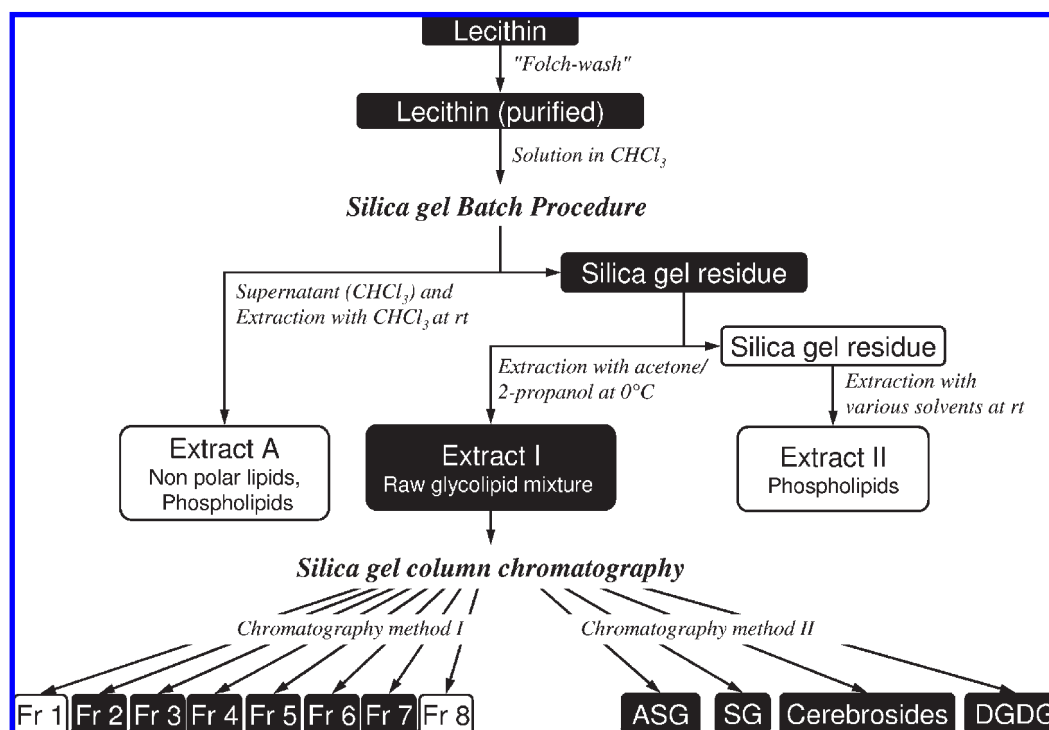 Lecithin
"Folch-wash"
Lecithin (purified)
Solution in CHCl₃
Silica gel Batch Procedure
Silica gel residue
Supernatant (CHCl₃) and
Extraction with CHCl₃ at rt
Silica gel residue
Extraction with acetone/
2-propanol at 0°C
Extraction with
various solvents at rt
Extract A
Non polar lipids,
Phospholipids
Extract I
Raw glycolipid mixture
Extract II
Phospholipids
Silica gel column chromatography
Chromatography method I
Chromatography method II
Fr 1
Fr 2
Fr 3
Fr 4
Fr 5
Fr 6
Fr 7
Fr 8
ASG
SG
Cerebrosides
DGDG